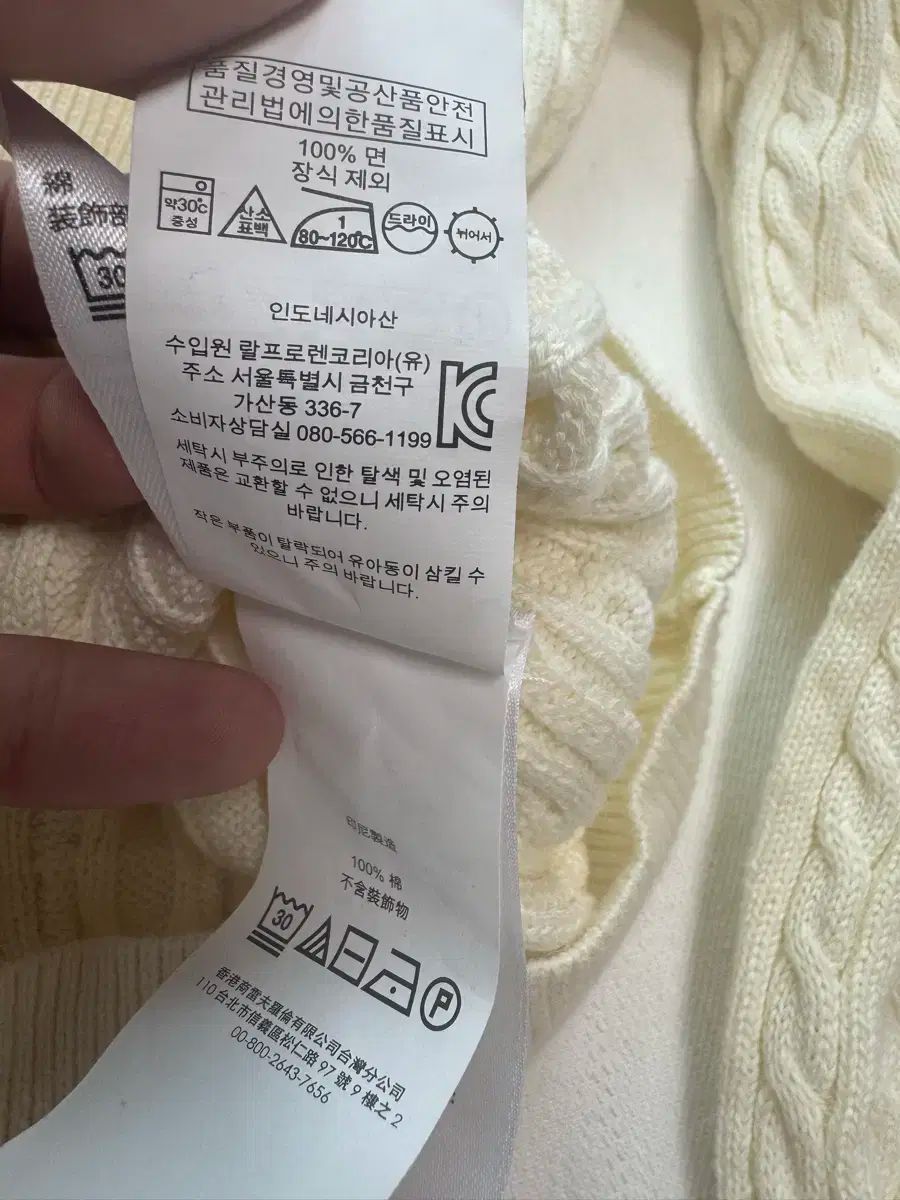 품질경영및공산품안전
관리법에의한품질표시
100% 면
장식 제외
약30℃
중성
산소
표백
1
80~120℃
드라이
뉘어서
인도네시아산
수입원 랄프로렌코리아(유)
주소 서울특별시 금천구
가산동 336-7
소비자상담실 080-566-1199
세탁시 부주의로 인한 탈색 및 오염된
제품은 교환할 수 없으니 세탁시 주의
바랍니다.
작은 부품이 탈락되어 유아동이 삼킬 수
있으니 주의 바랍니다.
綿
装飾部
30
印尼製造
100% 棉
不含裝飾物
30
P
香港商雷夫羅倫有限公司台灣分公司
110 台北市信義區松仁路 97 號 9 樓之 2
00-800-2643-7656